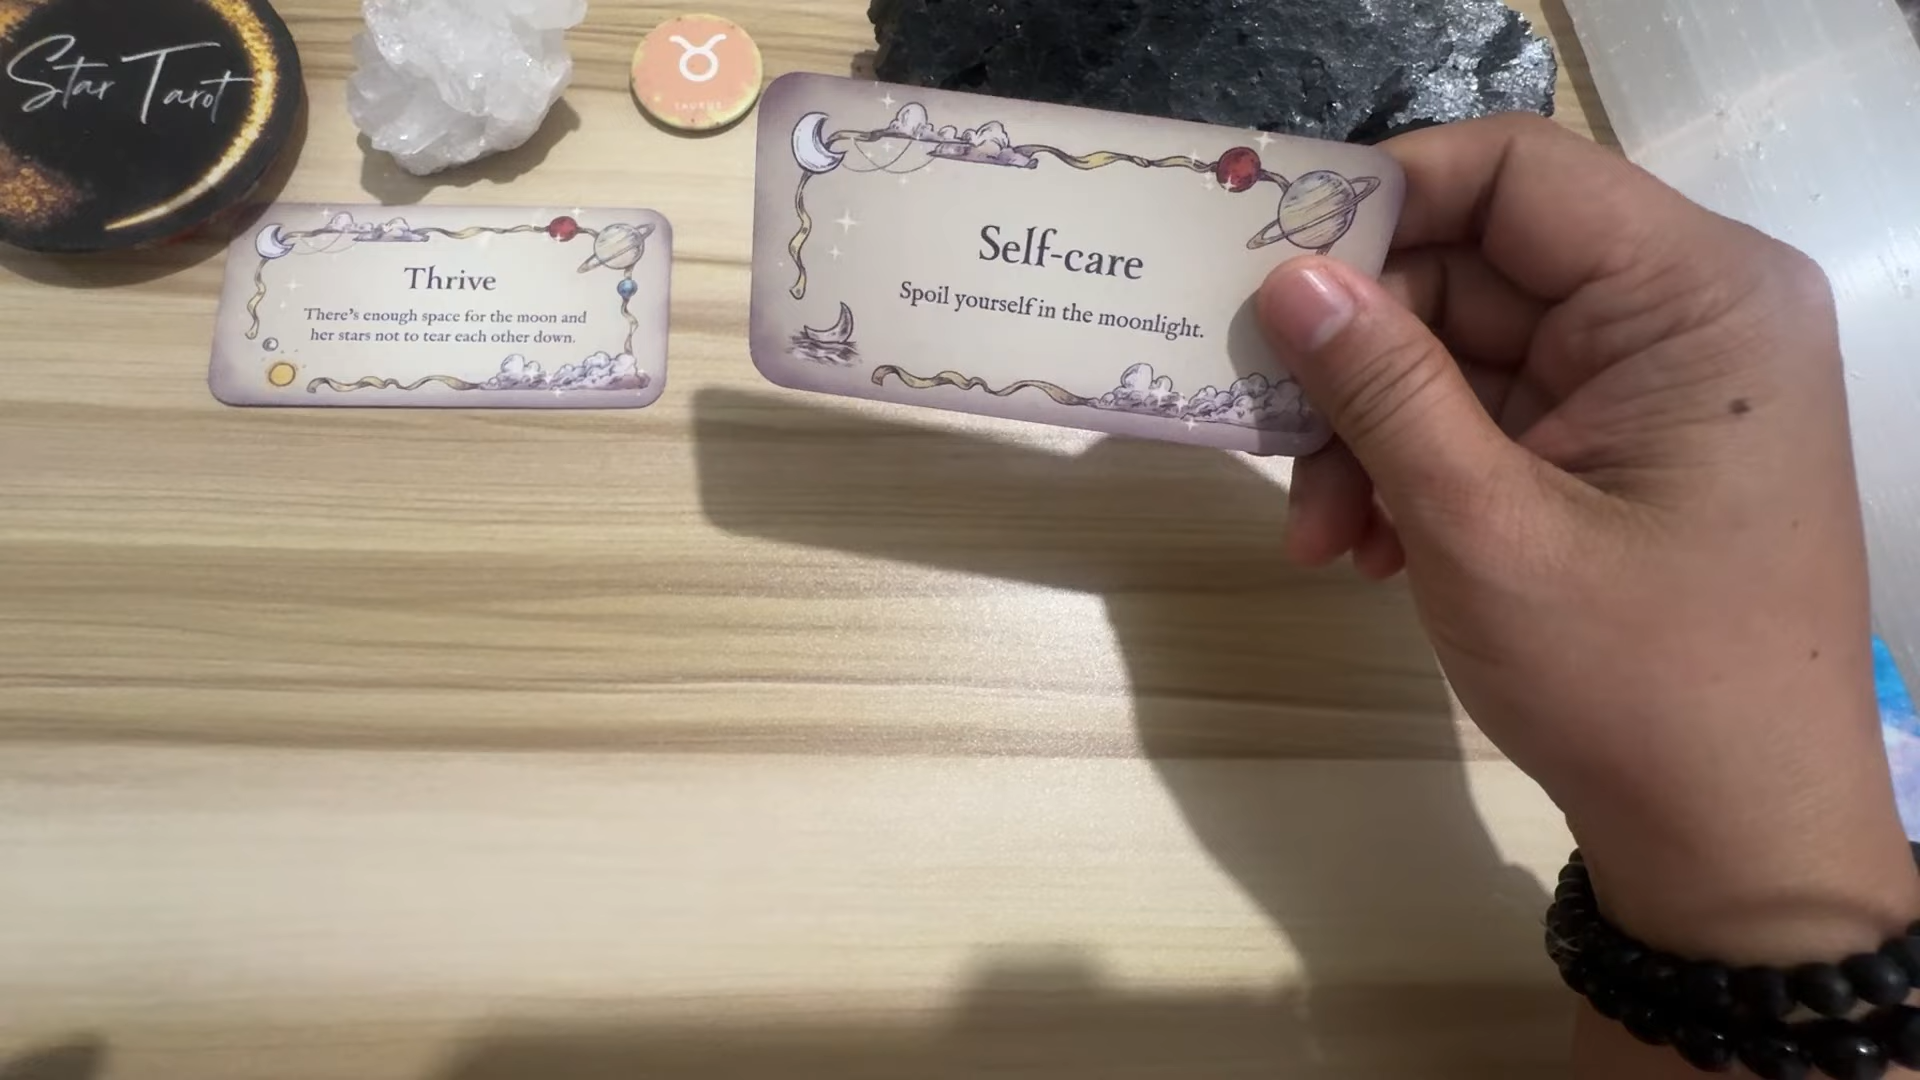 Star Tarot
TAURUS
Thrive
There's enough space for the moon and
her stars not to tear each other down.
Self-care
Spoil yourself in the moonlight.